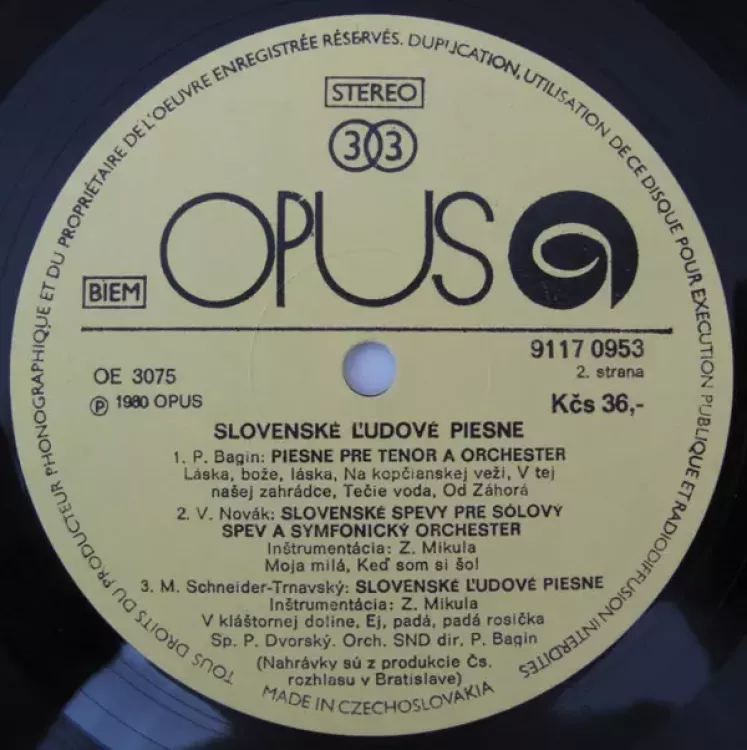 TOUS DROITS DU PRODUCTEUR PHONOGRAPHIQUE ET DU PROPRIÉTAIRE DE L'OEUVRE ENREGISTRÉE RÉSERVÉS. DUPLICATION, UTILISATION DE CE DISQUE POUR EXECUTION PUBLIQUE ET RADIODIFFUSION INTERDITES
STEREO
33
OPUS
BIEM
OE 3075
Ⓟ 1980 OPUS
9117 0953
2. strana
Kčs 36,-
SLOVENSKÉ ĽUDOVÉ PIESNE
1. P. Bagin: PIESNE PRE TENOR A ORCHESTER
Láska, bože, láska, Na kopčianskej veži, V tej
našej zahrádce, Tečie voda, Od Záhorá
2. V. Novák: SLOVENSKÉ SPEVY PRE SÓLOVÝ
SPEV A SYMFONICKÝ ORCHESTER
Inštrumentácia: Z. Mikula
Moja milá, Keď som si šol
3. M. Schneider-Trnavský: SLOVENSKÉ ĽUDOVÉ PIESNE
Inštrumentácia: Z. Mikula
V kláštornej doline, Ej, padá, padá rosička
Sp. P. Dvorský. Orch. SND dir. P. Bagin
(Nahrávky sú z produkcie Čs.
rozhlasu v Bratislave)
MADE IN CZECHOSLOVAKIA